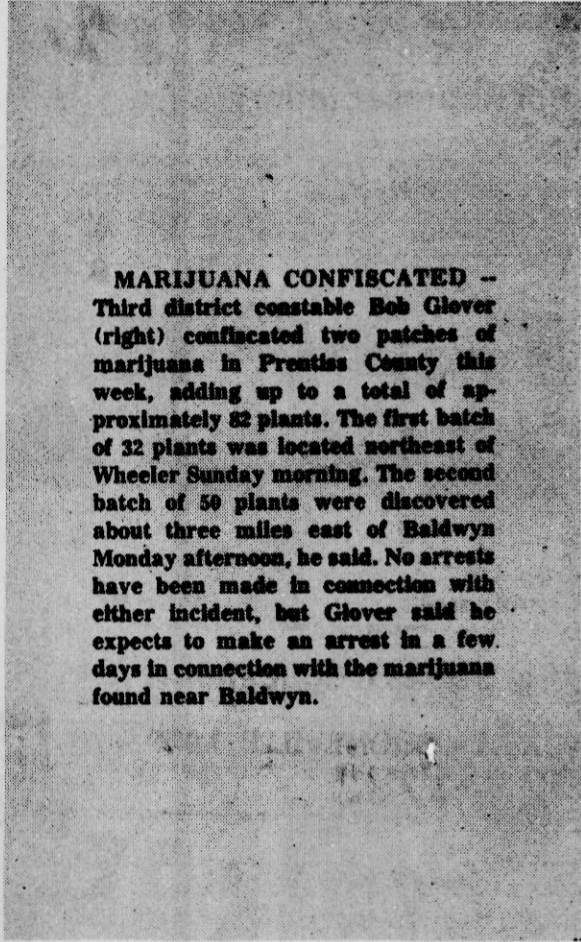 MARIJUANA CONFISCATED --
Third district constable Bob Glover
(right) confiscated two patches of
marijuana in Prentiss County this
week, adding up to a total of ap-
proximately 82 plants. The first batch
of 32 plants was located northeast of
Wheeler Sunday morning. The second
batch of 50 plants were discovered
about three miles east of Baldwyn
Monday afternoon, he said. No arrests
have been made in connection with
either incident, but Glover said he
expects to make an arrest in a few
days in connection with the marijuana
found near Baldwyn.